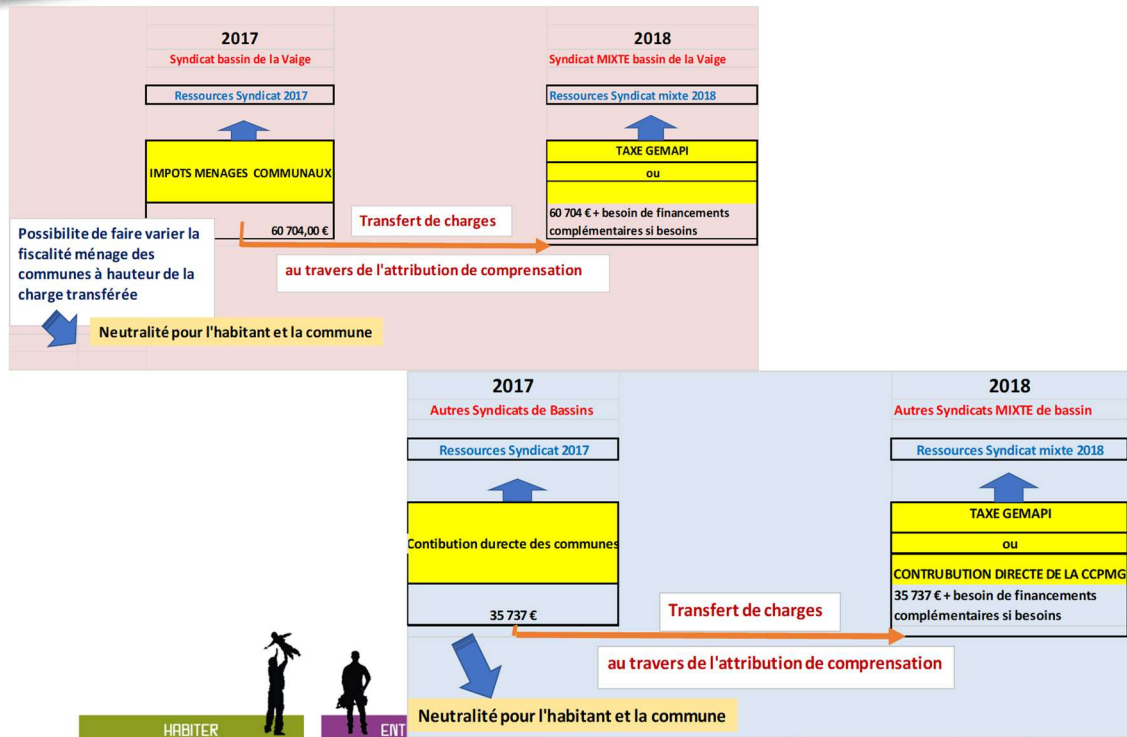 2017
2018
Syndicat bassin de la Vaige
Syndicat MIXTE bassin de la Vaige
Ressources Syndicat 2017
Ressources Syndicat mixte 2018
IMPOTS MENAGES COMMUNAUX
TAXE GEMAPI
ou
60 704,00 €
Transfert de charges
60 704 € + besoin de financements
complémentaires si besoins
Possibilite de faire varier la
fiscalité ménage des
communes à hauteur de la
charge transférée
au travers de l'attribution de comprensation
Neutralité pour l'habitant et la commune
2017
2018
Autres Syndicats de Bassins
Autres Syndicats MIXTE de bassin
Ressources Syndicat 2017
Ressources Syndicat mixte 2018
Contibution durecte des communes
TAXE GEMAPI
ou
CONTRUBUTION DIRECTE DE LA CCPMG
35 737 €
Transfert de charges
35 737 € + besoin de financements
complémentaires si besoins
au travers de l'attribution de comprensation
Neutralité pour l'habitant et la commune
HABITER
ENT